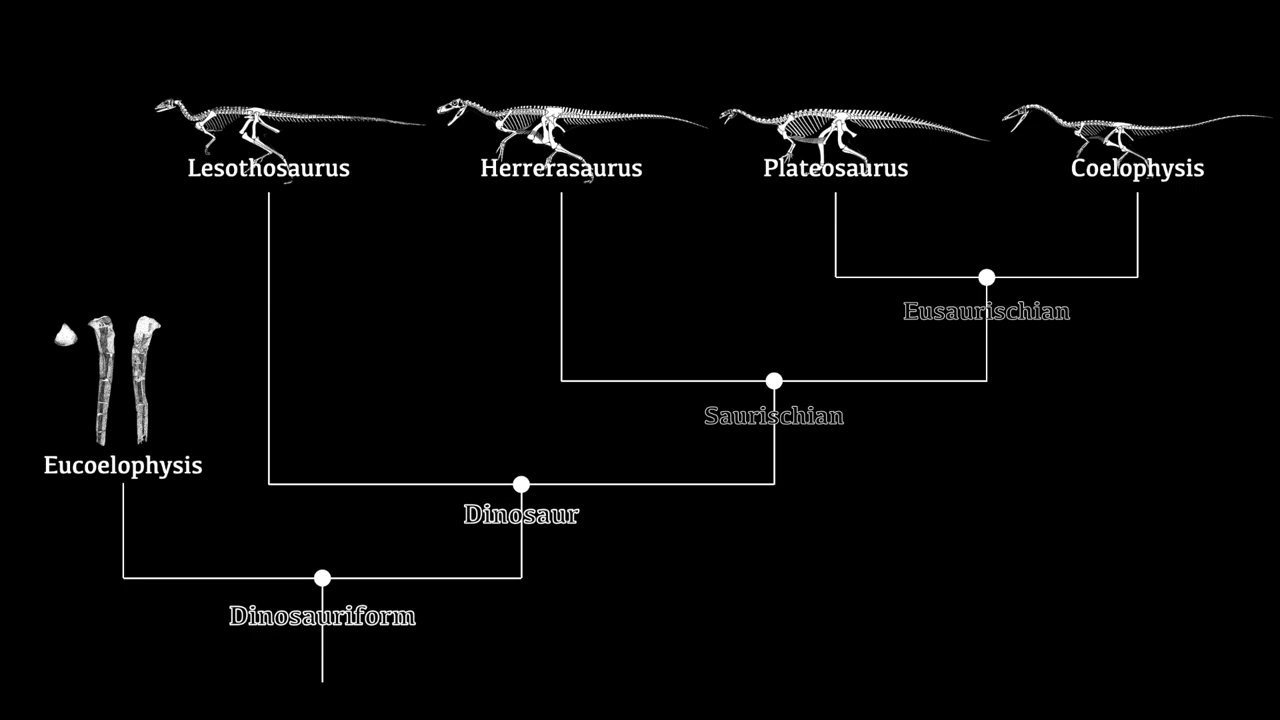 Lesothosaurus
Herrerasaurus
Plateosaurus
Coelophysis
Eusaurischian
Saurischian
Eucoelophysis
Dinosaur
Dinosauriform